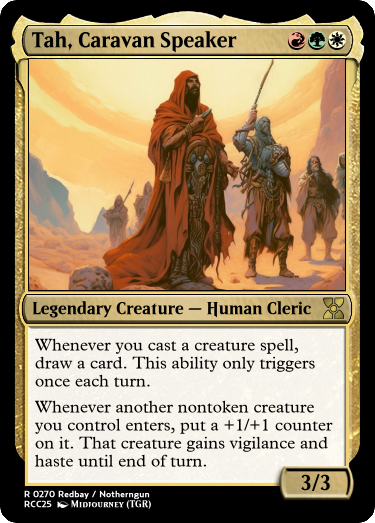 Tah, Caravan Speaker
Legendary Creature — Human Cleric
Whenever you cast a creature spell,
draw a card. This ability only triggers
once each turn.
Whenever another nontoken creature
you control enters, put a +1/+1 counter
on it. That creature gains vigilance and
haste until end of turn.
3/3
R 0270 Redbay / Notherngun
RCC25 Midjourney (TGR)